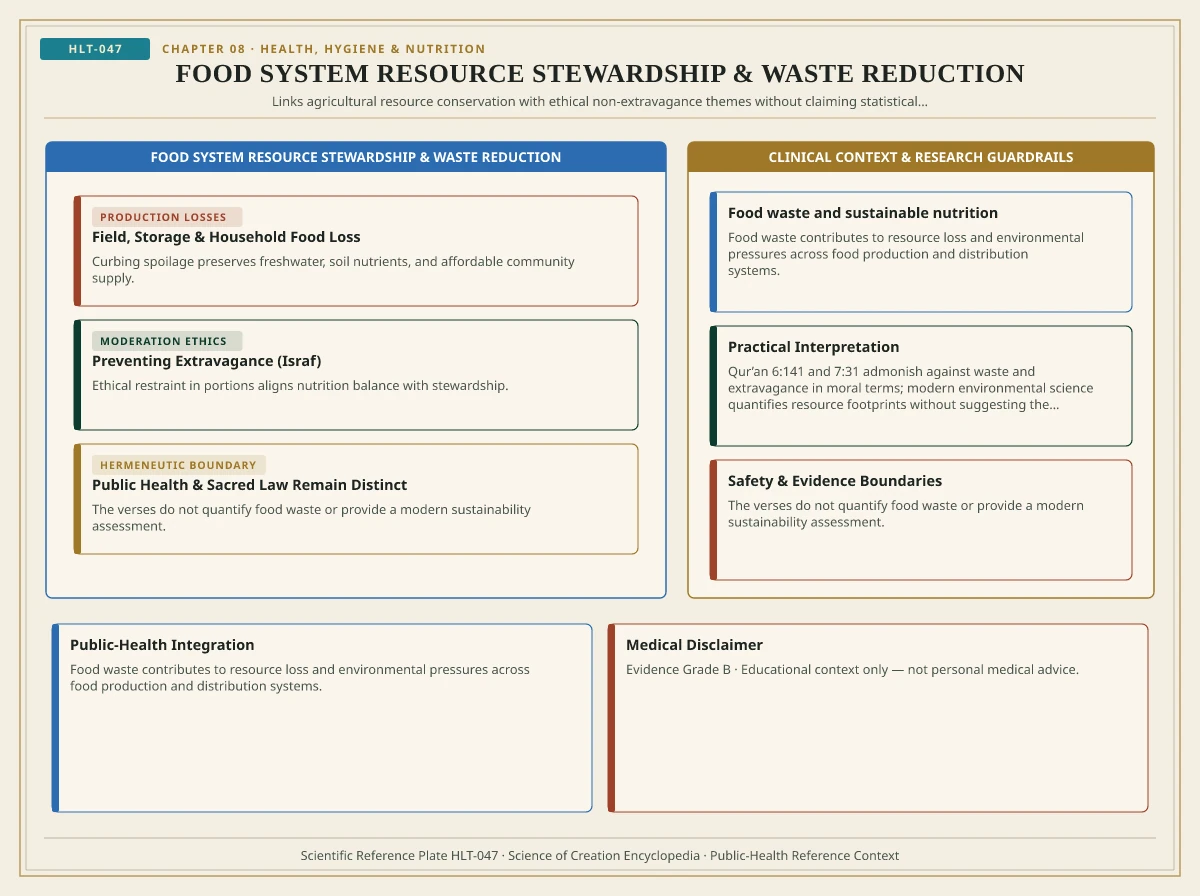 HLT-047
CHAPTER 08 · HEALTH, HYGIENE & NUTRITION
FOOD SYSTEM RESOURCE STEWARDSHIP & WASTE REDUCTION
Links agricultural resource conservation with ethical non-extravagance themes without claiming statistical...
FOOD SYSTEM RESOURCE STEWARDSHIP & WASTE REDUCTION
PRODUCTION LOSSES
Field, Storage & Household Food Loss
Curbing spoilage preserves freshwater, soil nutrients, and affordable community
supply.
MODERATION ETHICS
Preventing Extravagance (Israf)
Ethical restraint in portions aligns nutrition balance with stewardship.
HERMENEUTIC BOUNDARY
Public Health & Sacred Law Remain Distinct
The verses do not quantify food waste or provide a modern sustainability
assessment.
CLINICAL CONTEXT & RESEARCH GUARDRAILS
Food waste and sustainable nutrition
Food waste contributes to resource loss and environmental
pressures across food production and distribution
systems.
Practical Interpretation
Qur’an 6:141 and 7:31 admonish against waste and
extravagance in moral terms; modern environmental science
quantifies resource footprints without suggesting the...
Safety & Evidence Boundaries
The verses do not quantify food waste or provide a modern
sustainability assessment.
Public-Health Integration
Food waste contributes to resource loss and environmental pressures across
food production and distribution systems.
Medical Disclaimer
Evidence Grade B · Educational context only — not personal medical advice.
Scientific Reference Plate HLT-047 · Science of Creation Encyclopedia · Public-Health Reference Context